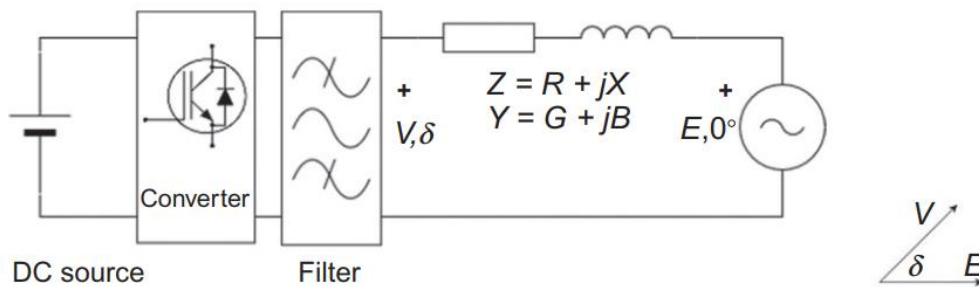 Z = R + jX
Y = G + jB
+
V,δ
+
E,0°
Converter
DC source
Filter
V
δ
E